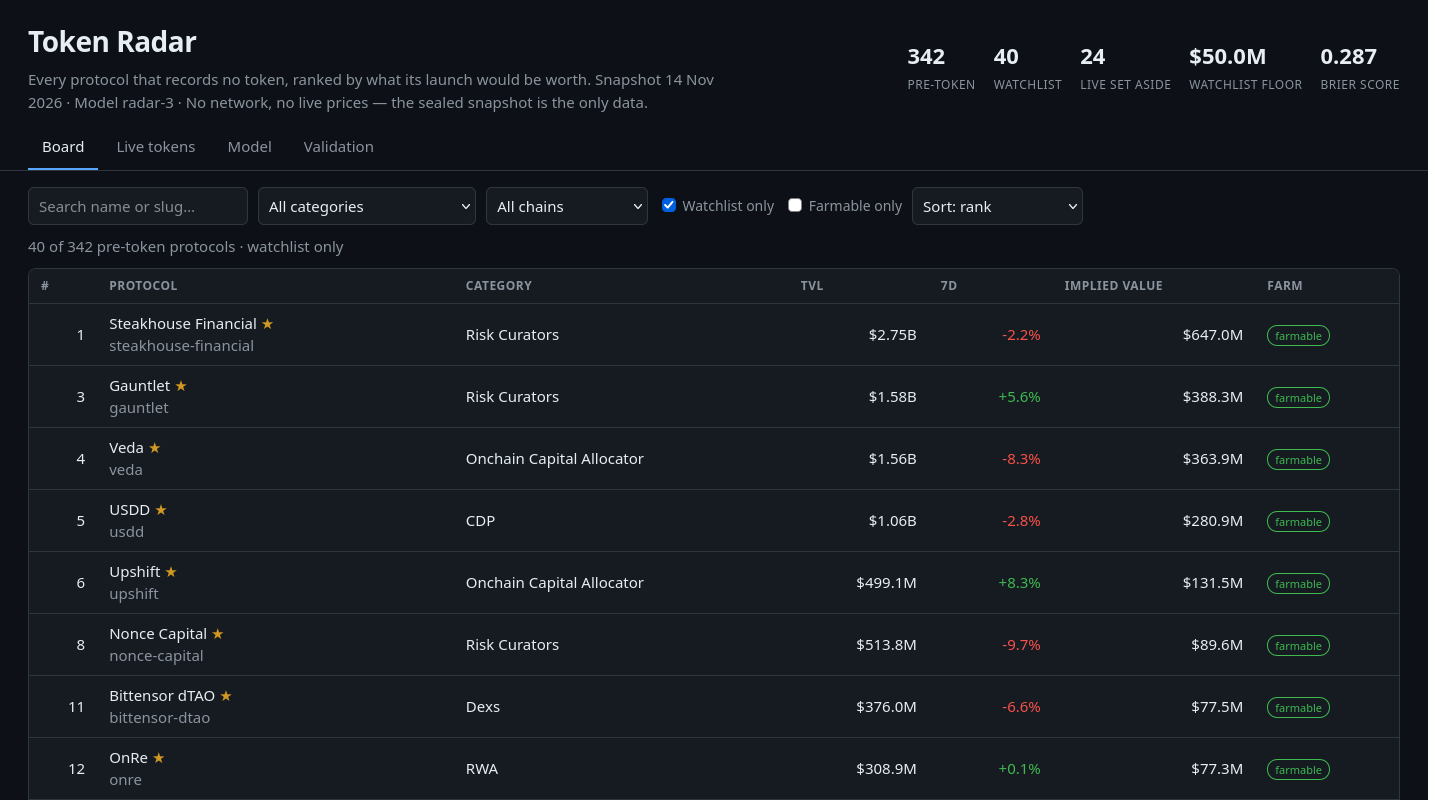 Token Radar
Every protocol that records no token, ranked by what its launch would be worth. Snapshot 14 Nov
2026 · Model radar-3 · No network, no live prices — the sealed snapshot is the only data.
342 40 24 $50.0M 0.287
PRE-TOKEN WATCHLIST LIVE SET ASIDE WATCHLIST FLOOR BRIER SCORE
Board Live tokens Model Validation
Search name or slug... All categories All chains Watchlist only Farmable only Sort: rank
40 of 342 pre-token protocols · watchlist only
# PROTOCOL CATEGORY TVL 7D IMPLIED VALUE FARM
1 Steakhouse Financial ★ Risk Curators $2.75B -2.2% $647.0M farmable
steakhouse-financial
3 Gauntlet ★ Risk Curators $1.58B +5.6% $388.3M farmable
gauntlet
4 Veda ★ Onchain Capital Allocator $1.56B -8.3% $363.9M farmable
veda
5 USDD ★ CDP $1.06B -2.8% $280.9M farmable
usdd
6 Upshift ★ Onchain Capital Allocator $499.1M +8.3% $131.5M farmable
upshift
8 Nonce Capital ★ Risk Curators $513.8M -9.7% $89.6M farmable
nonce-capital
11 Bittensor dTAO ★ Dexs $376.0M -6.6% $77.5M farmable
bittensor-dtao
12 OnRe ★ RWA $308.9M +0.1% $77.3M farmable
onre